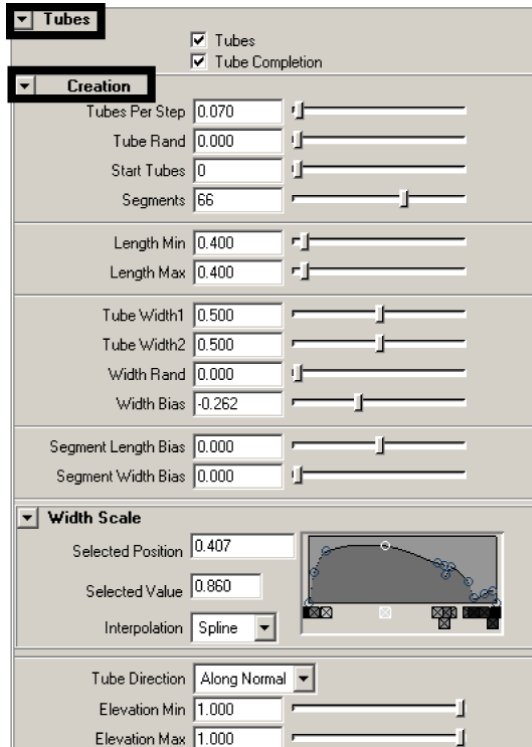 Tubes
Tubes
Tube Completion
Creation
Tubes Per Step 0.070
Tube Rand 0.000
Start Tubes 0
Segments 66
Length Min 0.400
Length Max 0.400
Tube Width1 0.500
Tube Width2 0.500
Width Rand 0.000
Width Bias -0.262
Segment Length Bias 0.000
Segment Width Bias 0.000
Width Scale
Selected Position 0.407
Selected Value 0.860
Interpolation Spline
Tube Direction Along Normal
Elevation Min 1.000
Elevation Max 1.000